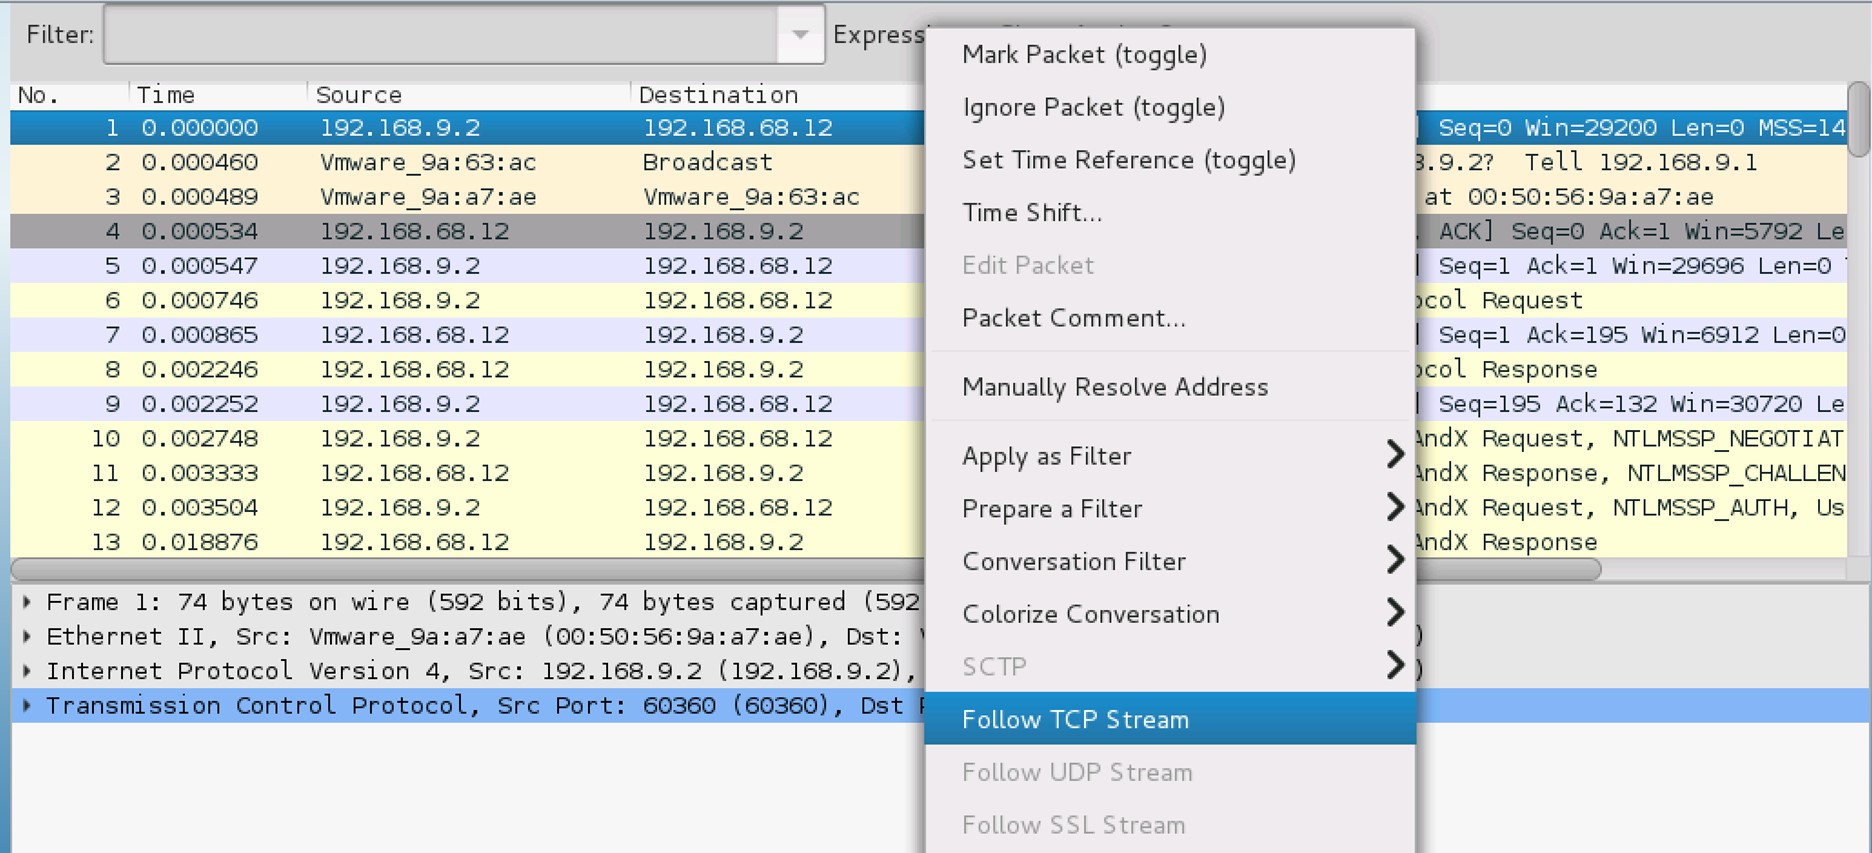 Filter: Express
No. Time Source Destination
1 0.000000 192.168.9.2 192.168.68.12 Seq=0 Win=29200 Len=0 MSS=14
2 0.000460 Vmware_9a:63:ac Broadcast 8.9.2? Tell 192.168.9.1
3 0.000489 Vmware_9a:a7:ae Vmware_9a:63:ac at 00:50:56:9a:a7:ae
4 0.000534 192.168.68.12 192.168.9.2 , ACK] Seq=0 Ack=1 Win=5792 Le
5 0.000547 192.168.9.2 192.168.68.12 ] Seq=1 Ack=1 Win=29696 Len=0
6 0.000746 192.168.9.2 192.168.68.12 ocol Request
7 0.000865 192.168.68.12 192.168.9.2 ] Seq=1 Ack=195 Win=6912 Len=0
8 0.002246 192.168.68.12 192.168.9.2 ocol Response
9 0.002252 192.168.9.2 192.168.68.12 ] Seq=195 Ack=132 Win=30720 Le
10 0.002748 192.168.9.2 192.168.68.12 AndX Request, NTLMSSP_NEGOTIAT
11 0.003333 192.168.68.12 192.168.9.2 AndX Response, NTLMSSP_CHALLEN
12 0.003504 192.168.9.2 192.168.68.12 AndX Request, NTLMSSP_AUTH, Us
13 0.018876 192.168.68.12 192.168.9.2 AndX Response
Frame 1: 74 bytes on wire (592 bits), 74 bytes captured (592
Ethernet II, Src: Vmware_9a:a7:ae (00:50:56:9a:a7:ae), Dst:
Internet Protocol Version 4, Src: 192.168.9.2 (192.168.9.2),
Transmission Control Protocol, Src Port: 60360 (60360), Dst
Mark Packet (toggle)
Ignore Packet (toggle)
Set Time Reference (toggle)
Time Shift...
Edit Packet
Packet Comment...
Manually Resolve Address
Apply as Filter
Prepare a Filter
Conversation Filter
Colorize Conversation
SCTP
Follow TCP Stream
Follow UDP Stream
Follow SSL Stream